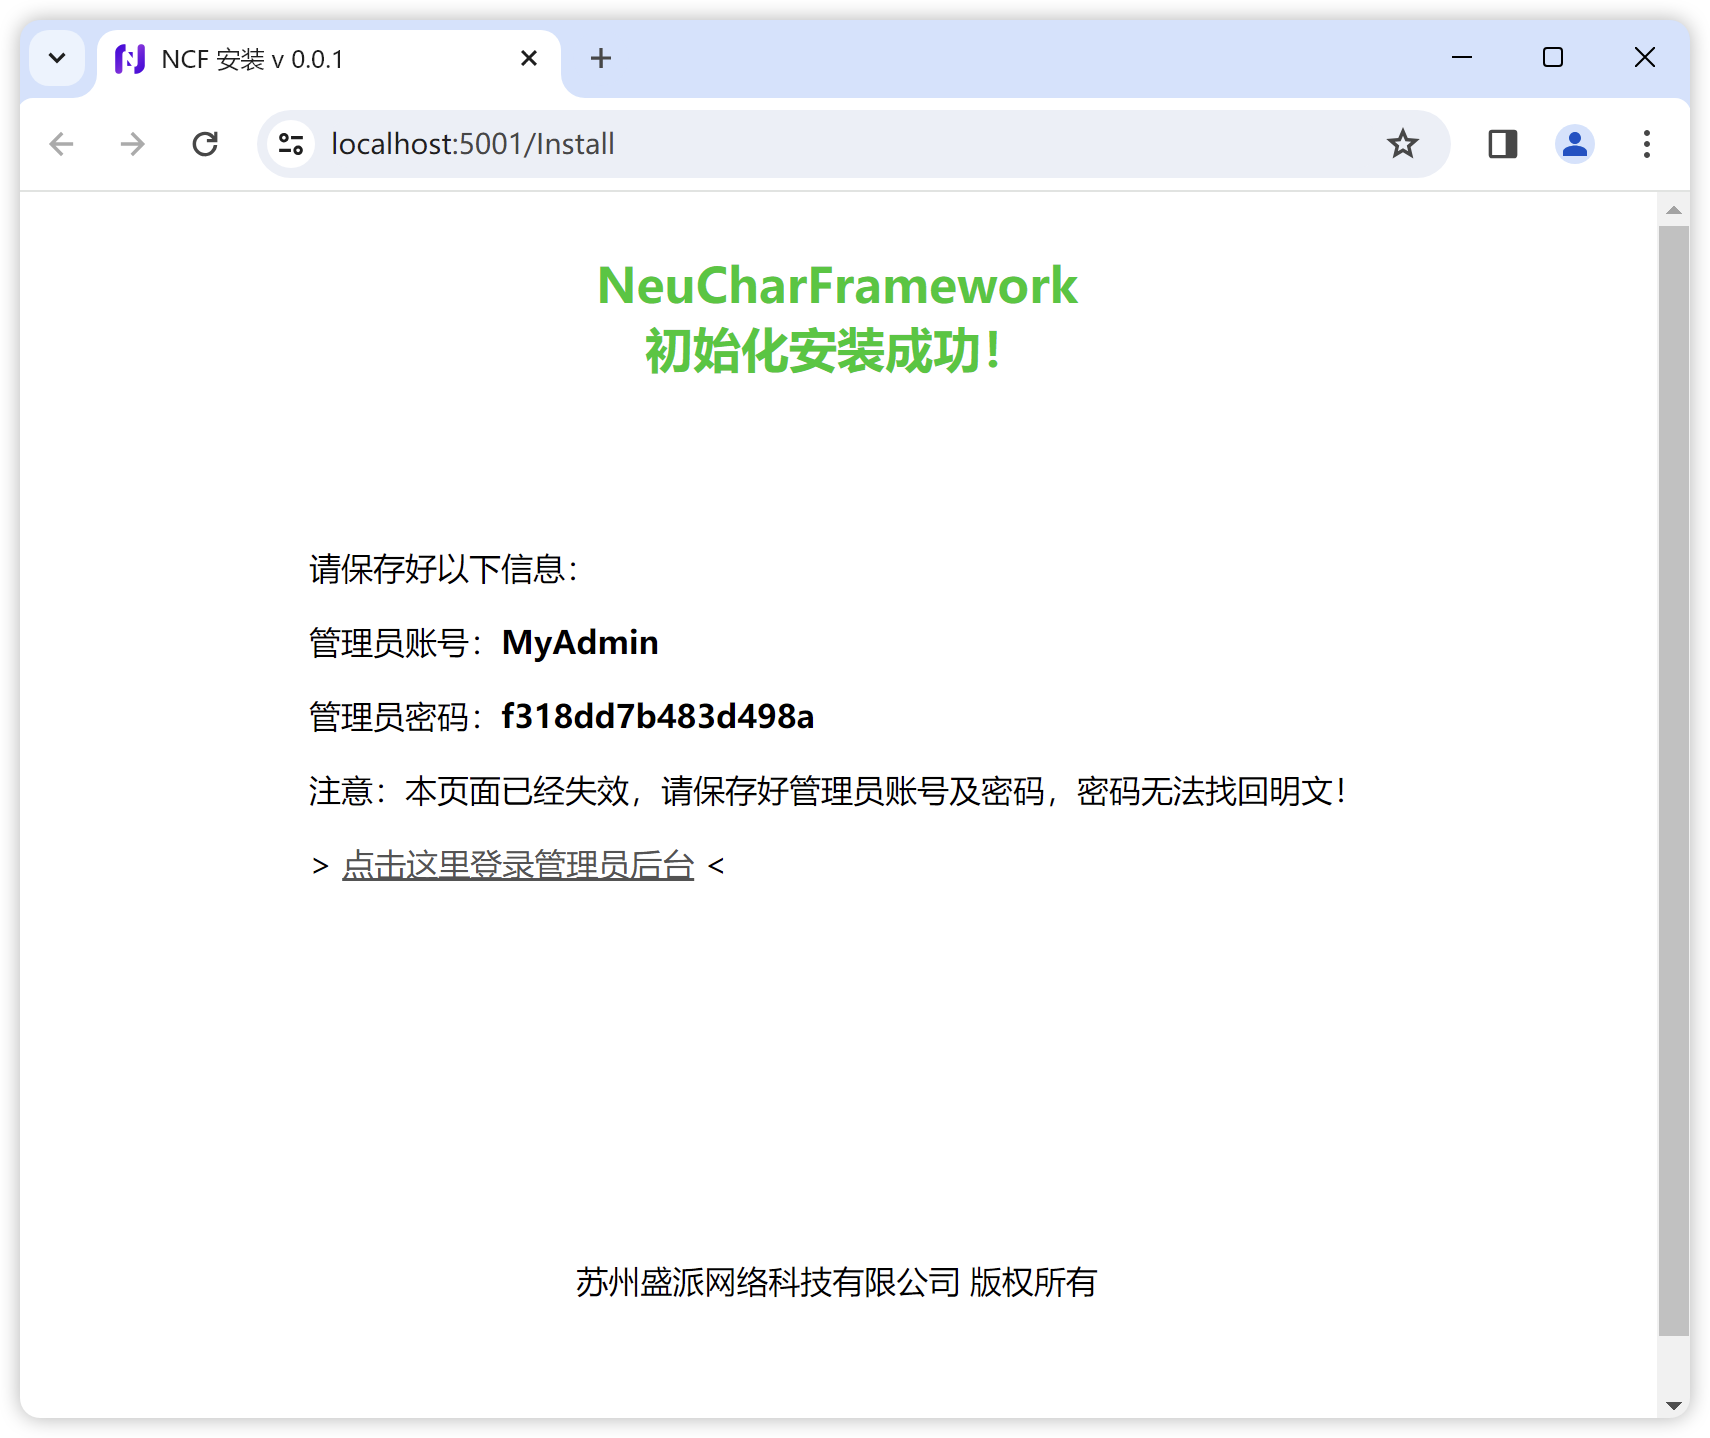 NCF 安装 v 0.0.1
localhost:5001/Install
NeuCharFramework
初始化安装成功！
请保存好以下信息：
管理员账号：MyAdmin
管理员密码：f318dd7b483d498a
注意：本页面已经失效，请保存好管理员账号及密码，密码无法找回明文！
> 点击这里登录管理员后台 <
苏州盛派网络科技有限公司 版权所有